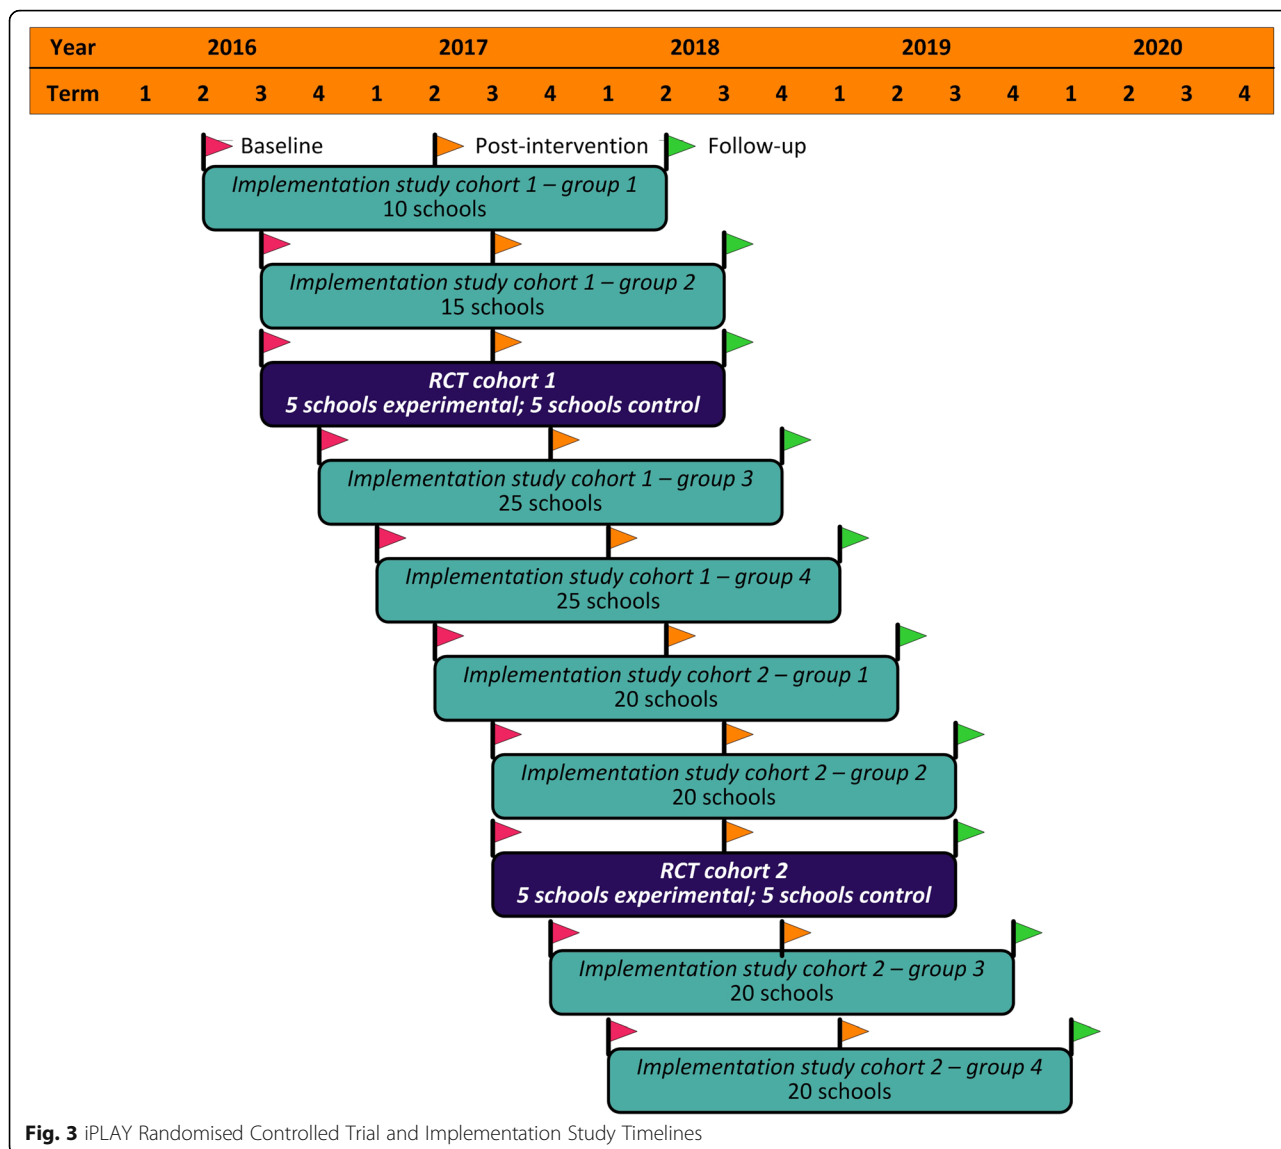 Year 2016 2017 2018 2019 2020
Term 1 2 3 4 1 2 3 4 1 2 3 4 1 2 3 4 1 2 3 4
Baseline Post-intervention Follow-up
Implementation study cohort 1 – group 1
10 schools
Implementation study cohort 1 – group 2
15 schools
RCT cohort 1
5 schools experimental; 5 schools control
Implementation study cohort 1 – group 3
25 schools
Implementation study cohort 1 – group 4
25 schools
Implementation study cohort 2 – group 1
20 schools
Implementation study cohort 2 – group 2
20 schools
RCT cohort 2
5 schools experimental; 5 schools control
Implementation study cohort 2 – group 3
20 schools
Implementation study cohort 2 – group 4
20 schools
Fig. 3 iPLAY Randomised Controlled Trial and Implementation Study Timelines